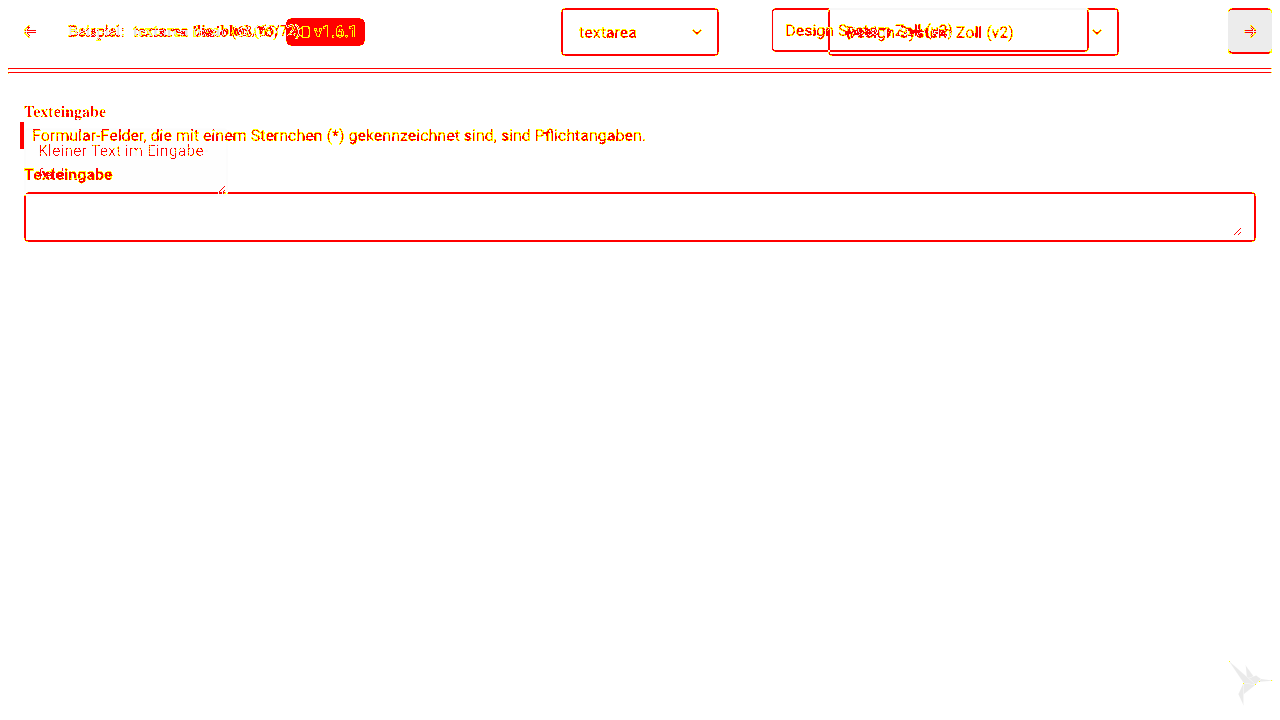 Beispiel: textarea v1.6.1
textarea
Design System Zoll (v2)
Texteingabe
Formular-Felder, die mit einem Sternchen (*) gekennzeichnet sind, sind Pflichtangaben.
Kleiner Text im Eingabe
Texteingabe